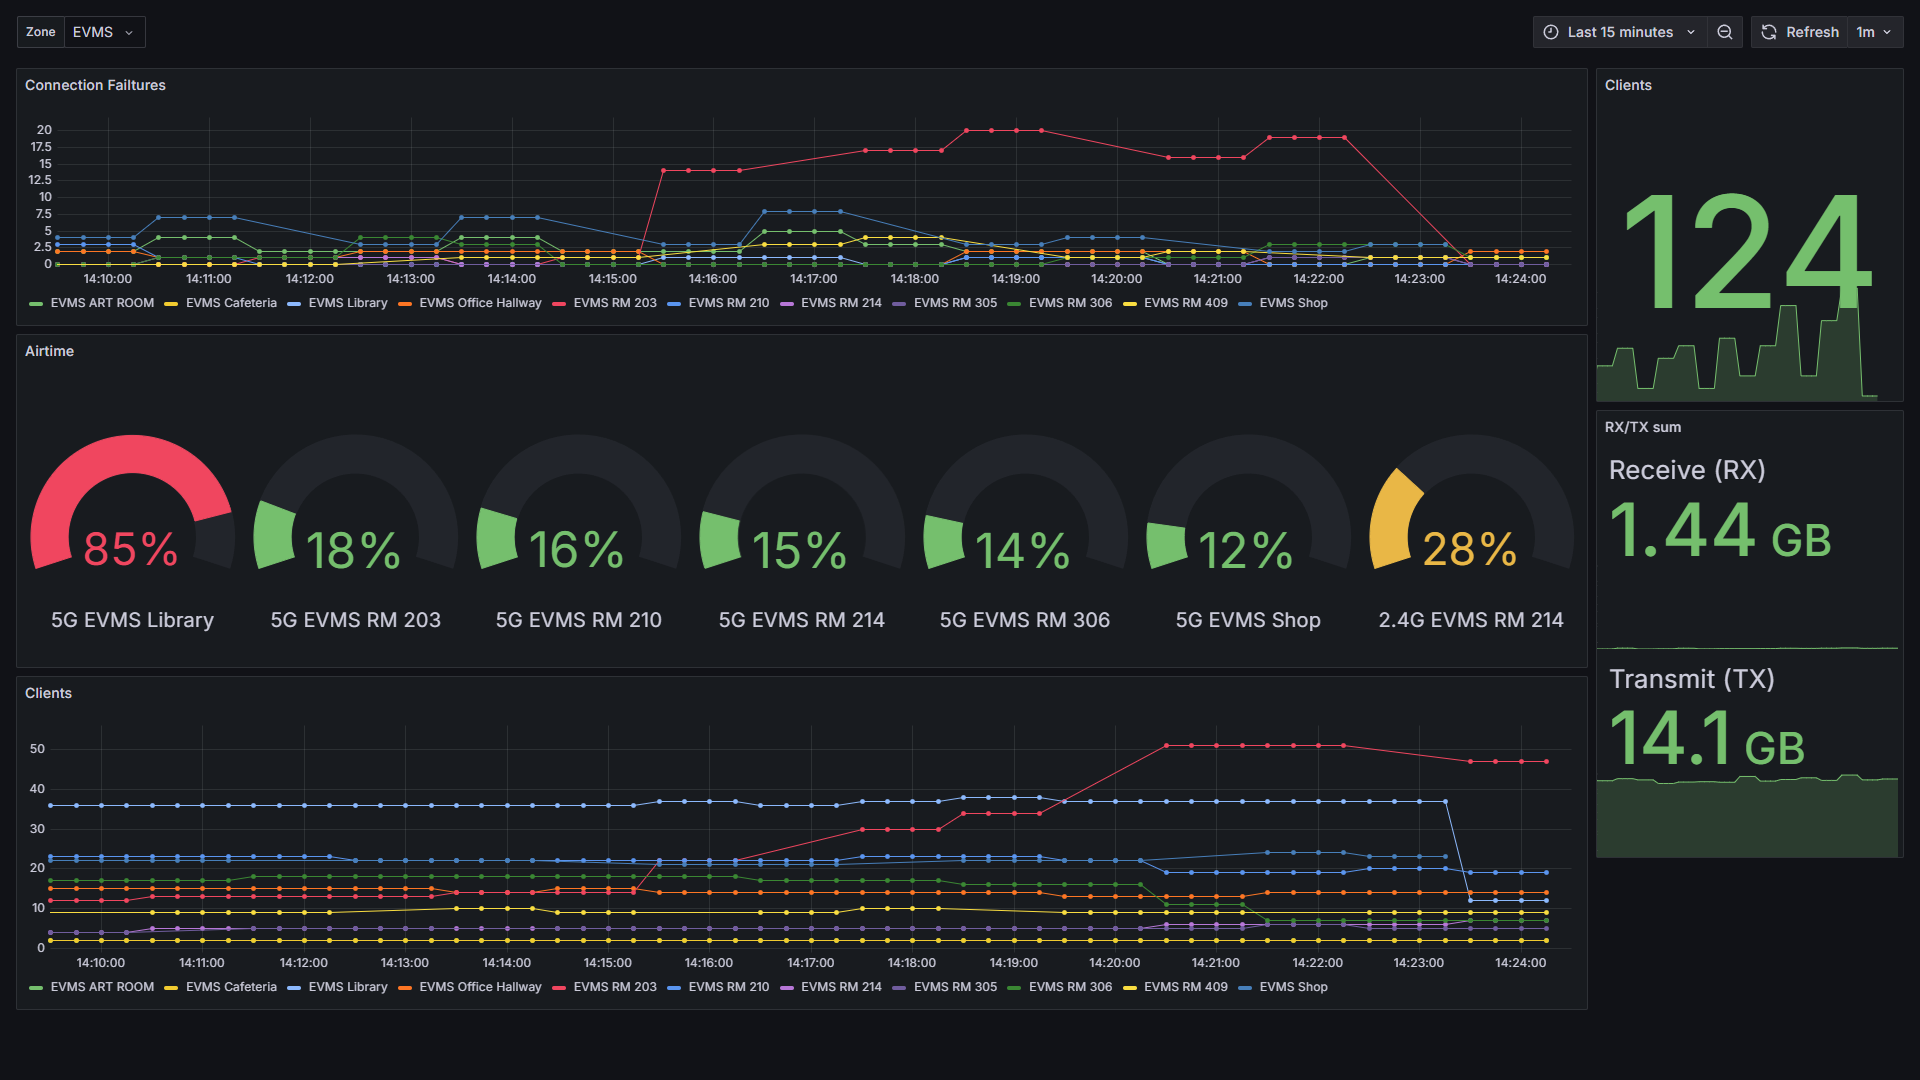 Zone EVMS Last 15 minutes Refresh 1m
Connection Failtures
20
17.5
15
12.5
10
7.5
5
2.5
0
14:10:00 14:11:00 14:12:00 14:13:00 14:14:00 14:15:00 14:16:00 14:17:00 14:18:00 14:19:00 14:20:00 14:21:00 14:22:00 14:23:00 14:24:00
EVMS ART ROOM EVMS Cafeteria EVMS Library EVMS Office Hallway EVMS RM 203 EVMS RM 210 EVMS RM 214 EVMS RM 305 EVMS RM 306 EVMS RM 409 EVMS Shop
Clients
124
Airtime
85% 18% 16% 15% 14% 12% 28%
5G EVMS Library 5G EVMS RM 203 5G EVMS RM 210 5G EVMS RM 214 5G EVMS RM 306 5G EVMS Shop 2.4G EVMS RM 214
RX/TX sum
Receive (RX)
1.44 GB
Transmit (TX)
14.1 GB
Clients
50
40
30
20
10
0
14:10:00 14:11:00 14:12:00 14:13:00 14:14:00 14:15:00 14:16:00 14:17:00 14:18:00 14:19:00 14:20:00 14:21:00 14:22:00 14:23:00 14:24:00
EVMS ART ROOM EVMS Cafeteria EVMS Library EVMS Office Hallway EVMS RM 203 EVMS RM 210 EVMS RM 214 EVMS RM 305 EVMS RM 306 EVMS RM 409 EVMS Shop